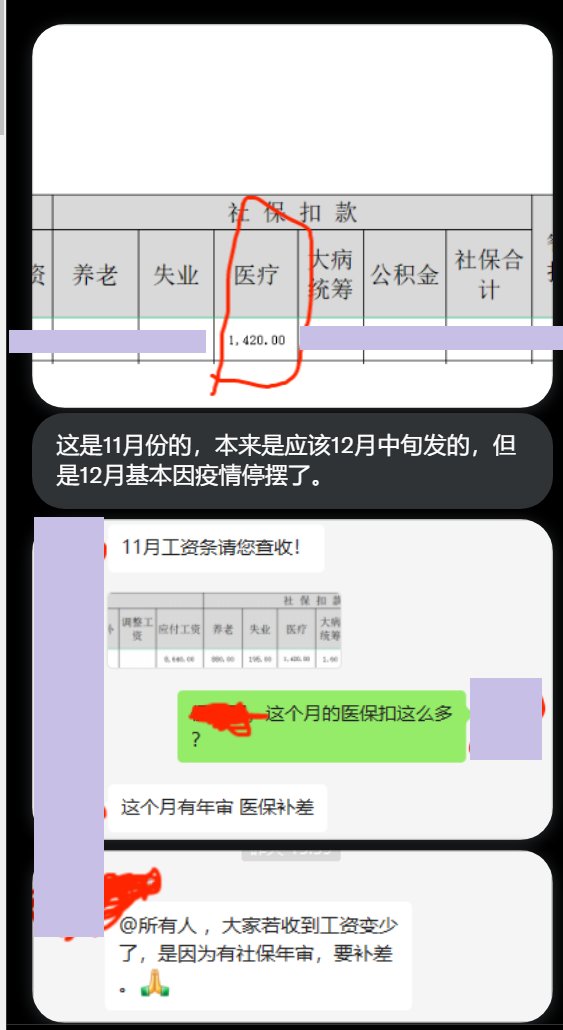 社 保 扣 款
资 养老 失业 医疗 大病统筹 公积金 社保合计
1,420.00
这是11月份的，本来是应该12月中旬发的，但
是12月基本因疫情停摆了。
11月工资条请您查收！
社 保 扣
调整工资 应付工资 养老 失业 医疗 大病统筹
8,640.00 880.00 195.00 1,420.00 1.60
，这个月的医保扣这么多
？
这个月有年审 医保补差
@所有人，大家若收到工资变少
了，是因为有社保年审，要补差
。🙏